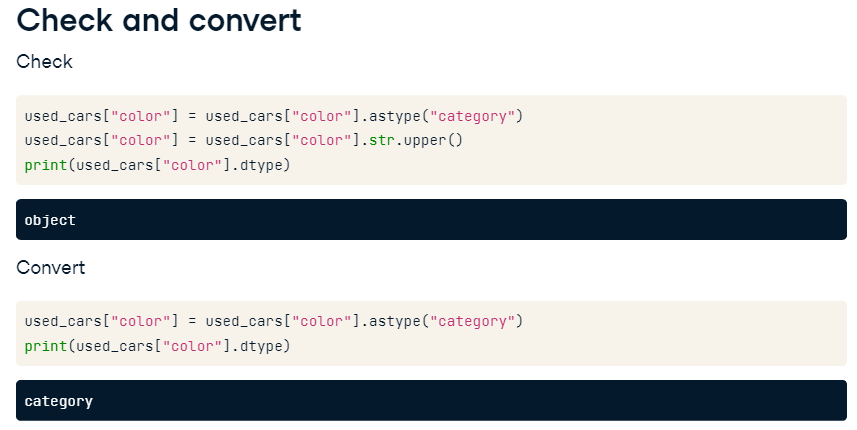 Check and convert
Check
used_cars["color"] = used_cars["color"].astype("category")
used_cars["color"] = used_cars["color"].str.upper()
print(used_cars["color"].dtype)
object
Convert
used_cars["color"] = used_cars["color"].astype("category")
print(used_cars["color"].dtype)
category